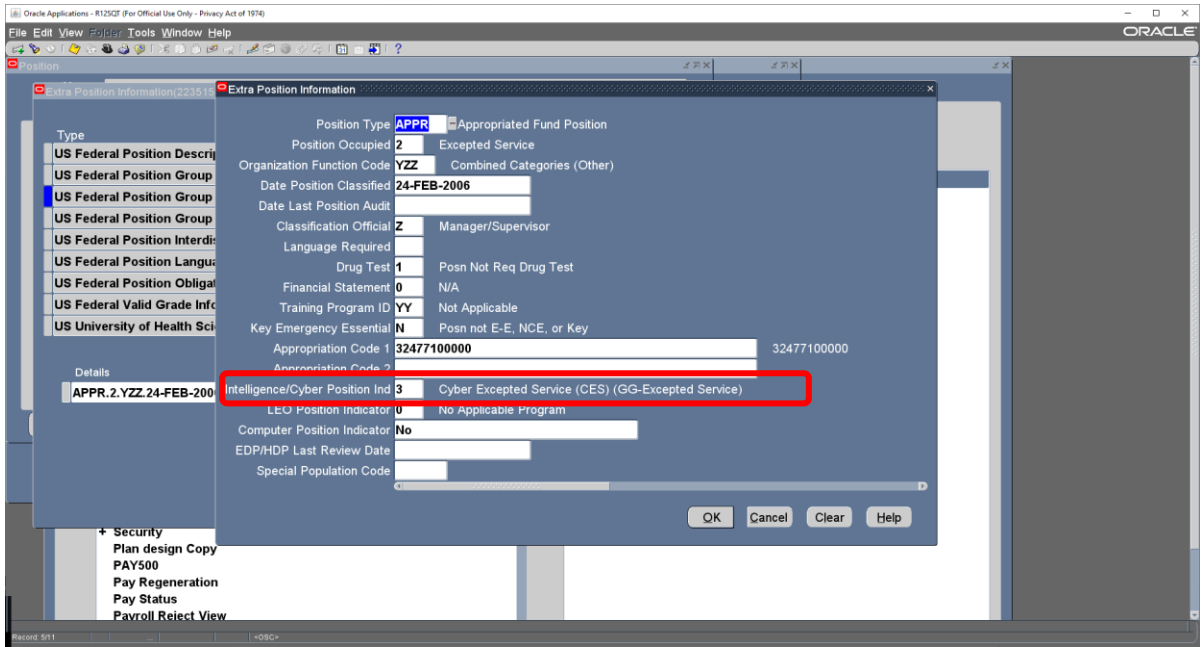 Oracle Applications - R12SQT (For Official Use Only - Privacy Act of 1974)
File Edit View Folder Tools Window Help
ORACLE
Position
Extra Position Information(223515
Extra Position Information
Type
US Federal Position Descrip
US Federal Position Group
US Federal Position Group
US Federal Position Group
US Federal Position Interdis
US Federal Position Langua
US Federal Position Obligat
US Federal Valid Grade Info
US University of Health Sci
Details
APPR.2.YZZ.24-FEB-200
Position Type APPR Appropriated Fund Position
Position Occupied 2 Excepted Service
Organization Function Code YZZ Combined Categories (Other)
Date Position Classified 24-FEB-2006
Date Last Position Audit
Classification Official Z Manager/Supervisor
Language Required
Drug Test 1 Posn Not Req Drug Test
Financial Statement 0 N/A
Training Program ID YY Not Applicable
Key Emergency Essential N Posn not E-E, NCE, or Key
Appropriation Code 1 32477100000 32477100000
Appropriation Code 2
Intelligence/Cyber Position Ind 3 Cyber Excepted Service (CES) (GG-Excepted Service)
LEO Position Indicator 0 No Applicable Program
Computer Position Indicator No
EDP/HDP Last Review Date
Special Population Code
OK Cancel Clear Help
+ Security
Plan design Copy
PAY500
Pay Regeneration
Pay Status
Payroll Reject View
Record: 5/11 ... <OSC>